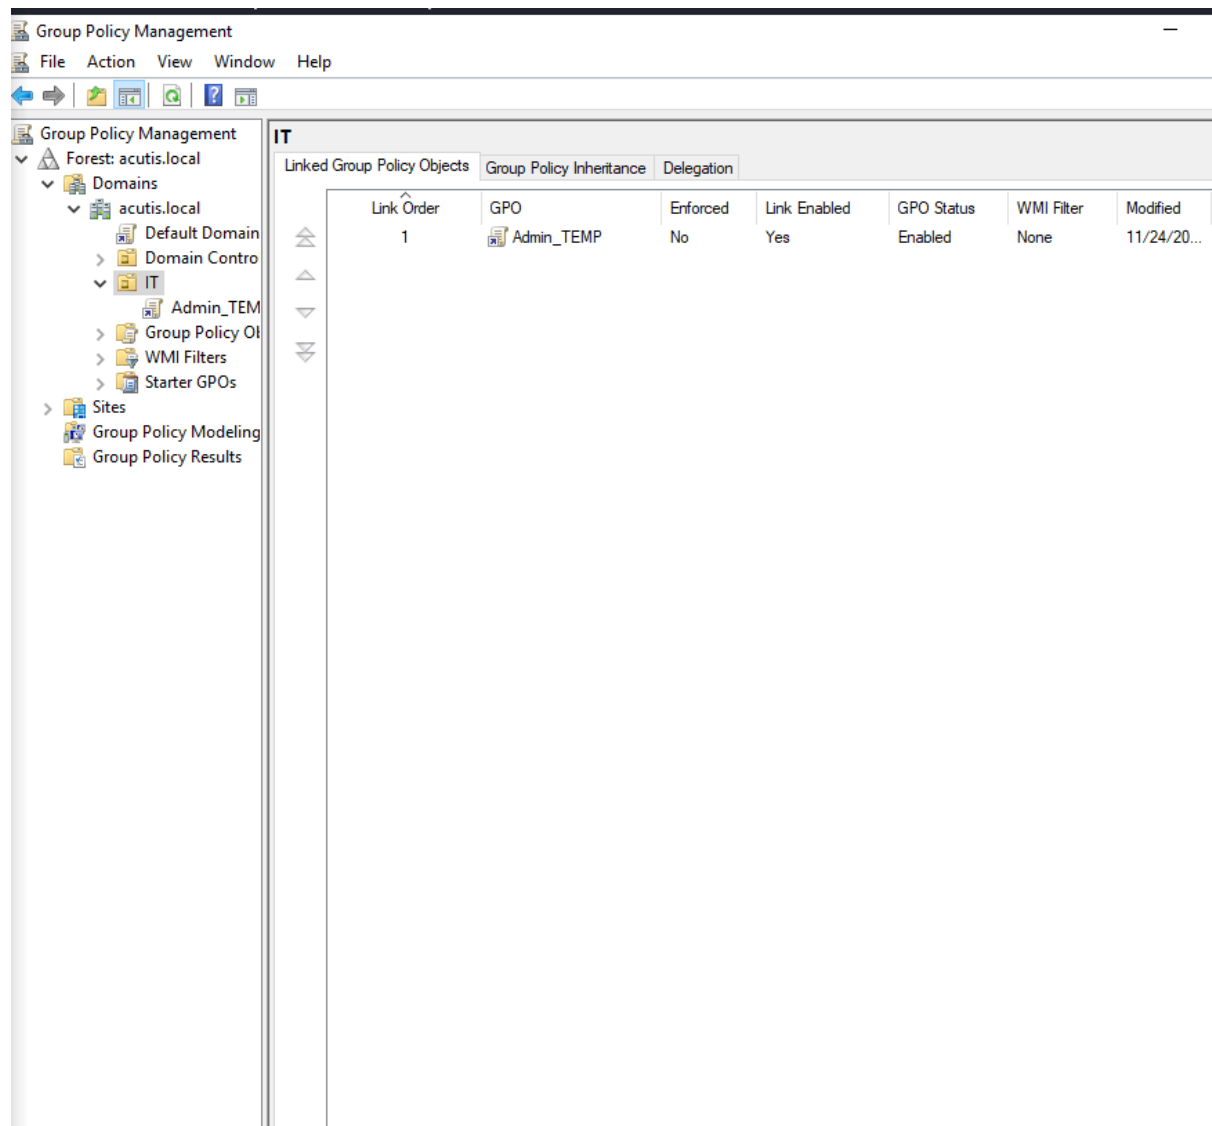 Group Policy Management
File Action View Window Help
Group Policy Management
Forest: acutis.local
Domains
acutis.local
Default Domain
Domain Contro
IT
Admin_TEM
Group Policy Ob
WMI Filters
Starter GPOs
Sites
Group Policy Modeling
Group Policy Results
IT
Linked Group Policy Objects Group Policy Inheritance Delegation
Link Order GPO Enforced Link Enabled GPO Status WMI Filter Modified
1 Admin_TEMP No Yes Enabled None 11/24/20...